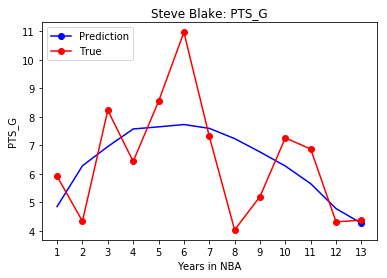 Steve Blake: PTS_G
Prediction
True
11
10
9
8
7
6
5
4
PTS_G
1 2 3 4 5 6 7 8 9 10 11 12 13
Years in NBA